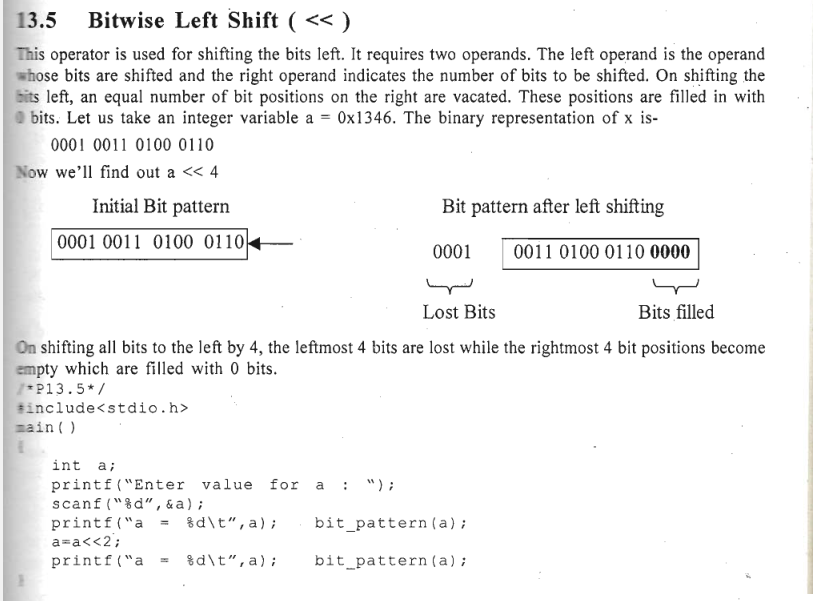 13.5 Bitwise Left Shift ( << )
This operator is used for shifting the bits left. It requires two operands. The left operand is the operand
whose bits are shifted and the right operand indicates the number of bits to be shifted. On shifting the
bits left, an equal number of bit positions on the right are vacated. These positions are filled in with
0 bits. Let us take an integer variable a = 0x1346. The binary representation of x is-
0001 0011 0100 0110
Now we'll find out a << 4
Initial Bit pattern
Bit pattern after left shifting
0001 0011 0100 0110
0001 0011 0100 0110 0000
Lost Bits Bits filled
On shifting all bits to the left by 4, the leftmost 4 bits are lost while the rightmost 4 bit positions become
empty which are filled with 0 bits.
/*P13.5*/
#include<stdio.h>
main( )
{
int a;
printf("Enter value for a : ");
scanf("%d",&a);
printf("a = %d\t",a); bit_pattern(a);
a=a<<2;
printf("a = %d\t",a); bit_pattern(a);
}